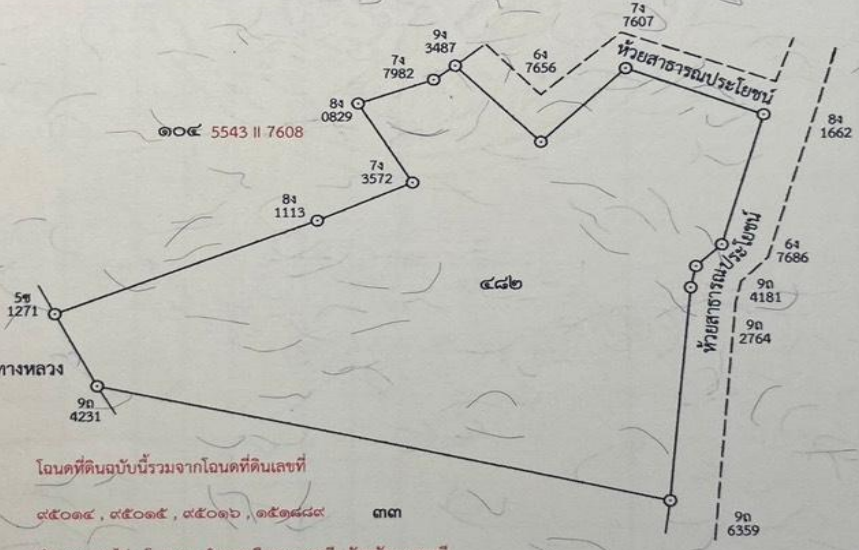 7ง
7607
9ง
3487
ห้วยสาธารณประโยชน์
6ง
7656
7ง
7982
8ง
0829
๑๐๔ 5543 II 7608
8ง
1662
7ง
3572
8ง
1113
ห้วยสาธารณประโยชน์
6ง
7686
๔๘๒
9ถ
4181
5ช
1271
9ถ
2764
ทางหลวง
9ถ
4231
โฉนดที่ดินฉบับนี้รวมจากโฉนดที่ดินเลขที่
๙๕๐๑๔ , ๙๕๐๑๕ , ๙๕๐๑๖ , ๑๕๑๘๘๙ ๓๓
9ถ
6359